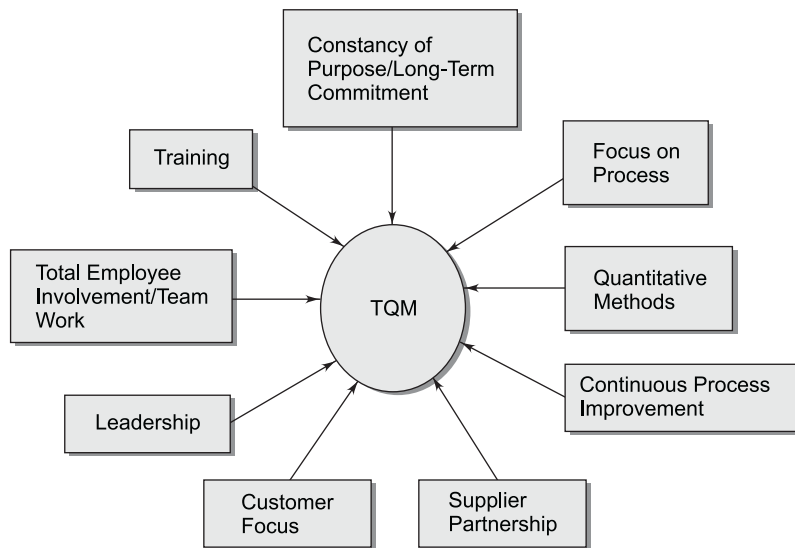 Constancy of
Purpose/Long-Term
Commitment
Training
Focus on
Process
Total Employee
Involvement/Team
Work
TQM
Quantitative
Methods
Continuous Process
Improvement
Leadership
Customer
Focus
Supplier
Partnership